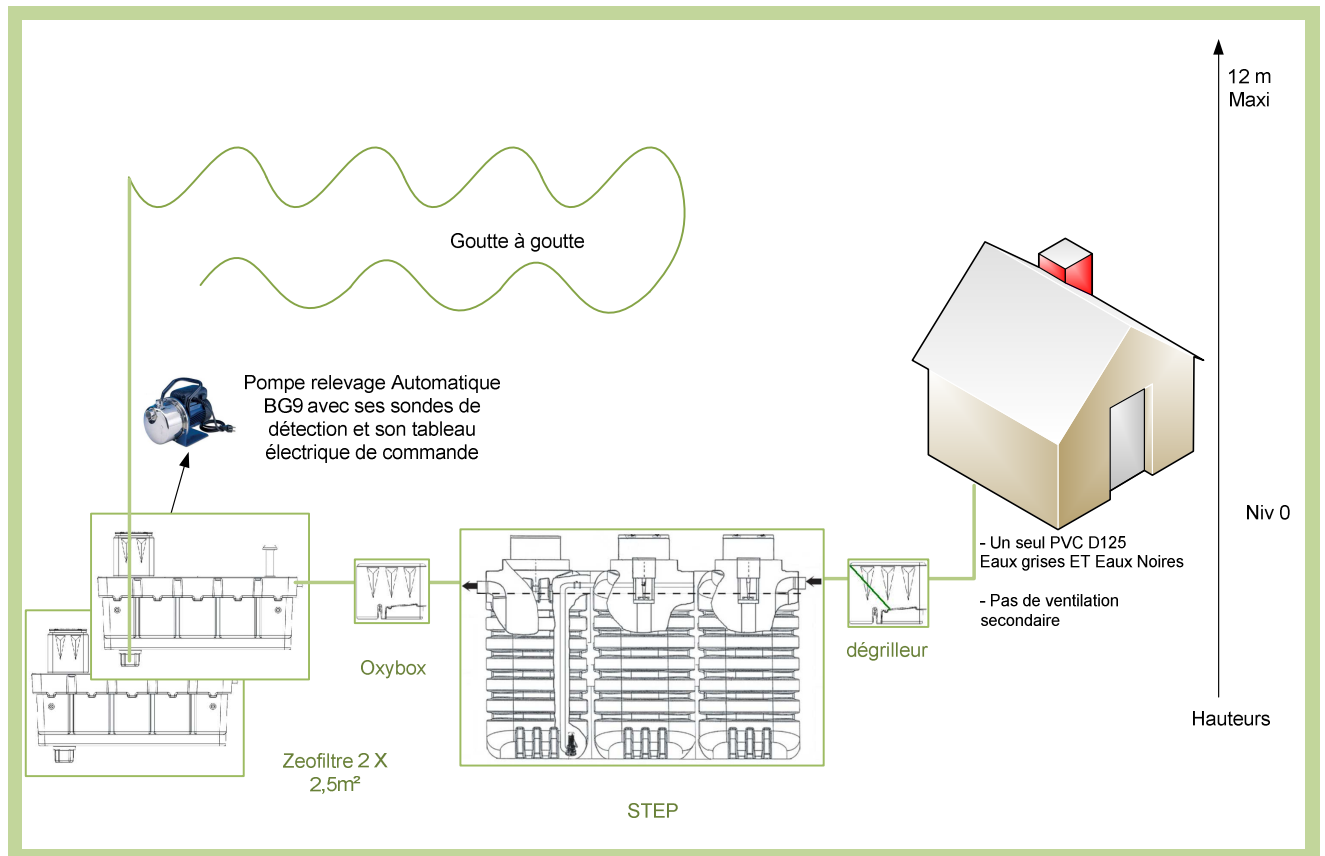 12 m
Maxi
Goutte à goutte
Pompe relevage Automatique
BG9 avec ses sondes de
détection et son tableau
électrique de commande
Niv 0
- Un seul PVC D125
Eaux grises ET Eaux Noires
- Pas de ventilation
secondaire
dégrilleur
Oxybox
Hauteurs
Zeofiltre 2 X
2,5m²
STEP